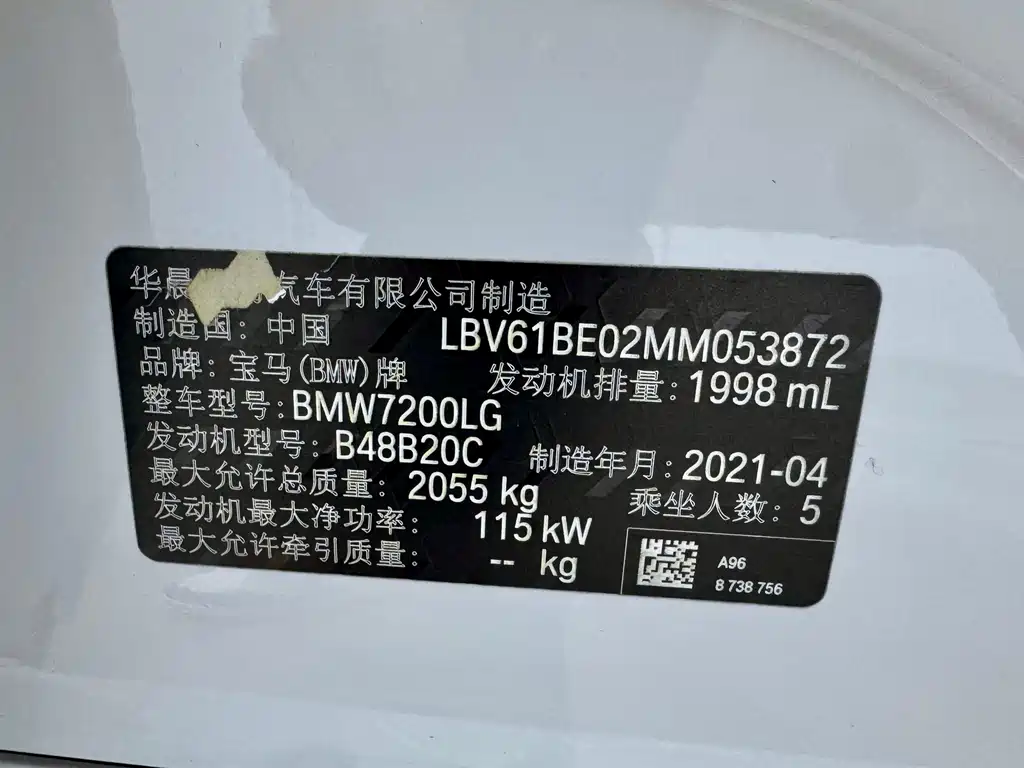 华晨 汽车有限公司制造
制造国：中国 LBV61BE02MM053872
品牌：宝马(BMW)牌 发动机排量：1998 mL
整车型号：BMW7200LG
发动机型号：B48B20C 制造年月：2021-04
最大允许总质量：2055 kg 乘坐人数：5
发动机最大净功率：115 kW
最大允许牵引质量：-- kg
A96
8 738 756